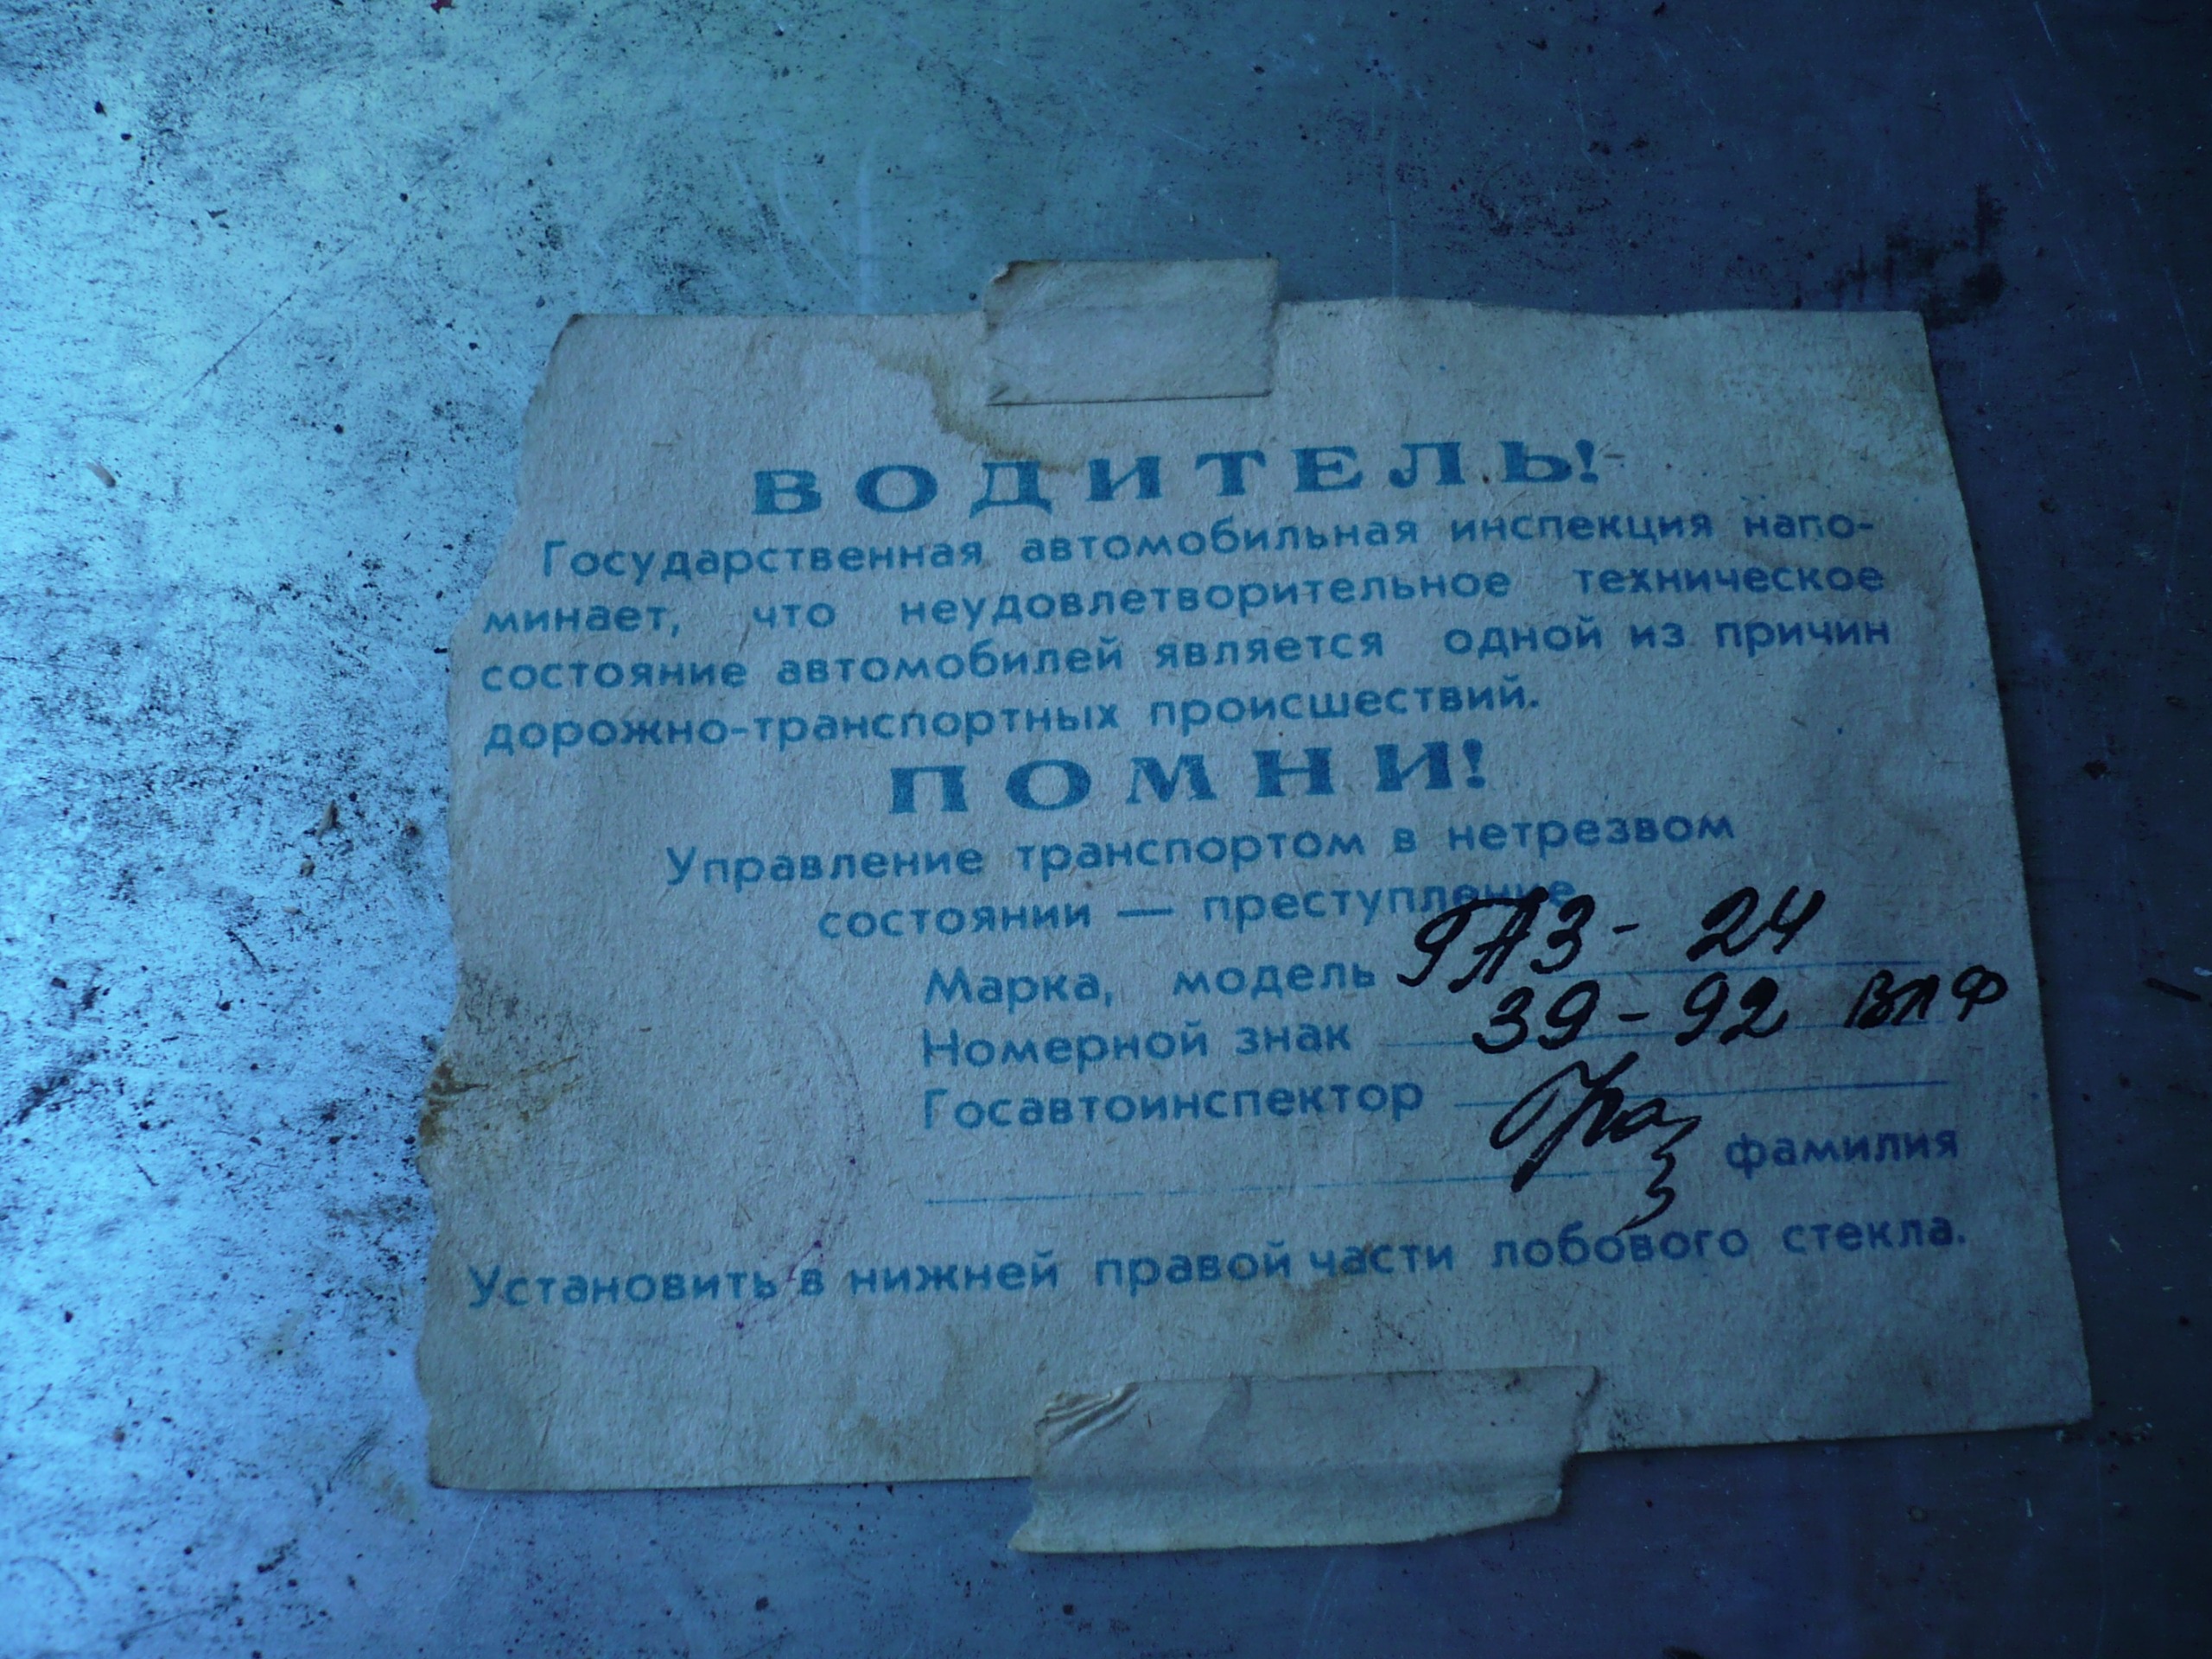 ВОДИТЕЛЬ!
Государственная автомобильная инспекция напо-
минает, что неудовлетворительное техническое
состояние автомобилей является одной из причин
дорожно-транспортных происшествий.
ПОМНИ!
Управление транспортом в нетрезвом
состоянии — преступление
Марка, модель ГАЗ-24
Номерной знак 39-92 ВЛФ
Госавтоинспектор
фамилия
Установить в нижней правой части лобового стекла.